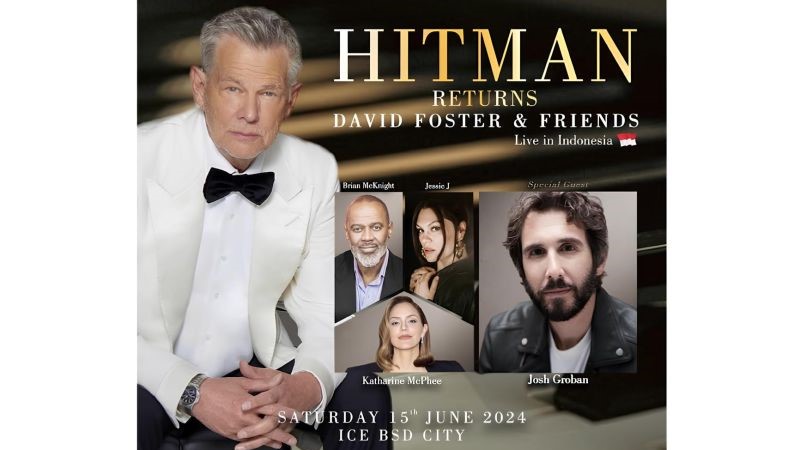 HITMAN
RETURNS
DAVID FOSTER & FRIENDS
Live in Indonesia
Brian McKnight
Jessie J
Special Guest
Katharine McPhee
Josh Groban
SATURDAY 15th JUNE 2024
ICE BSD CITY